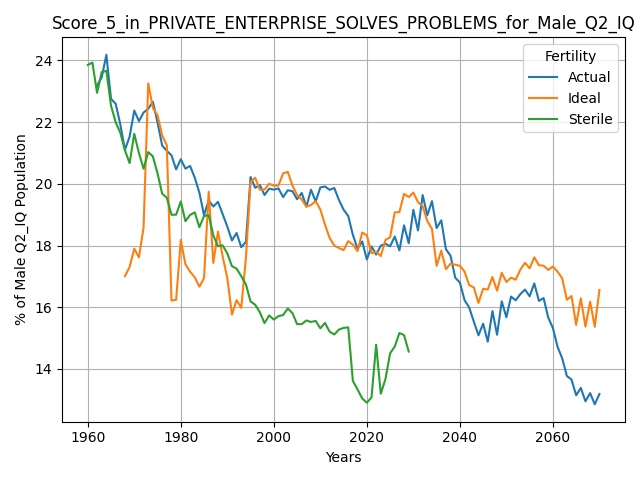 Score_5_in_PRIVATE_ENTERPRISE_SOLVES_PROBLEMS_for_Male_Q2_IQ
Fertility
Actual
Ideal
Sterile
% of Male Q2_IQ Population
24
22
20
18
16
14
1960 1980 2000 2020 2040 2060
Years